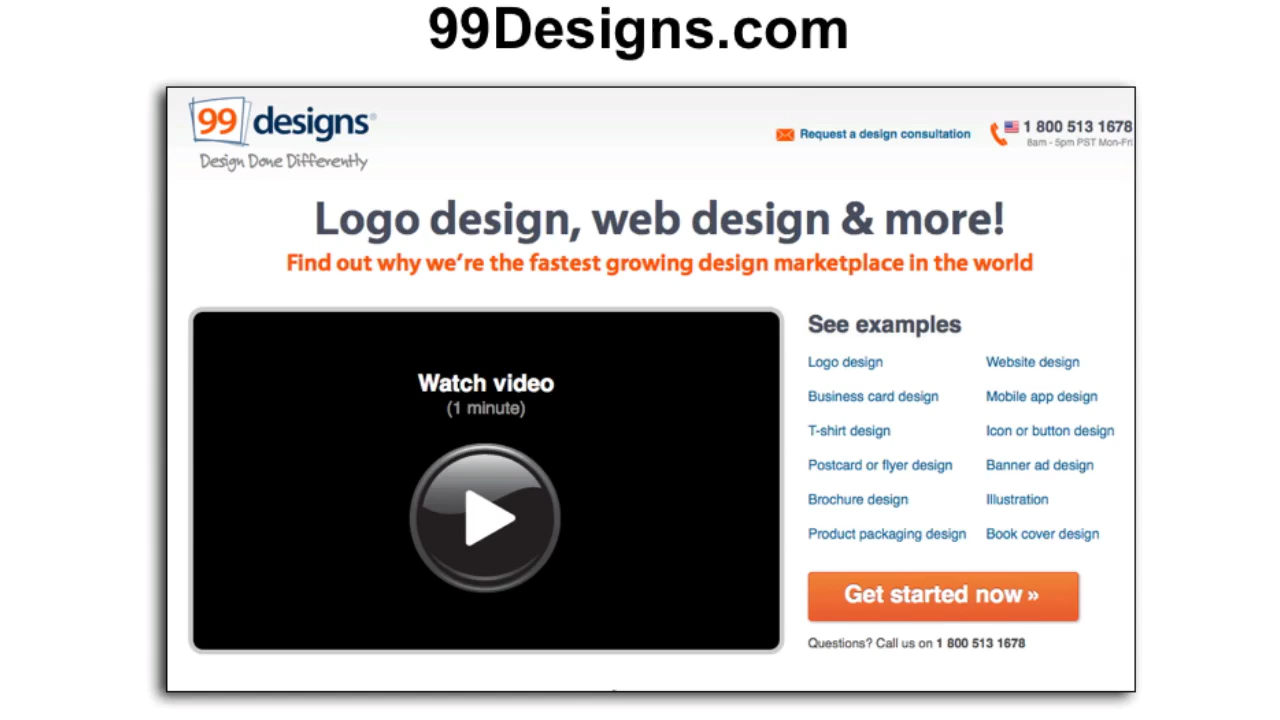 99Designs.com
99 designs®
Design Done Differently
Request a design consultation
1 800 513 1678
8am - 5pm PST Mon-Fri
Logo design, web design & more!
Find out why we're the fastest growing design marketplace in the world
Watch video
(1 minute)
See examples
Logo design Website design
Business card design Mobile app design
T-shirt design Icon or button design
Postcard or flyer design Banner ad design
Brochure design Illustration
Product packaging design Book cover design
Get started now »
Questions? Call us on 1 800 513 1678